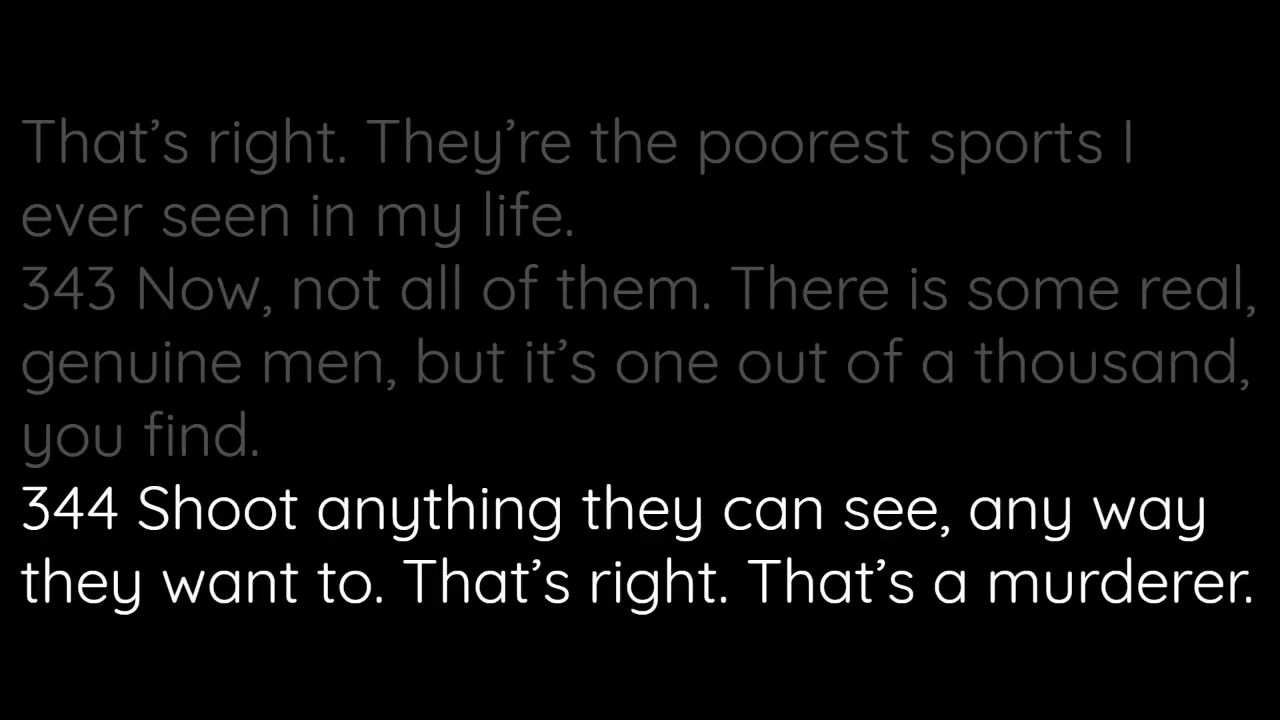 That’s right. They’re the poorest sports I
ever seen in my life.
343 Now, not all of them. There is some real,
genuine men, but it’s one out of a thousand,
you find.
344 Shoot anything they can see, any way
they want to. That’s right. That’s a murderer.